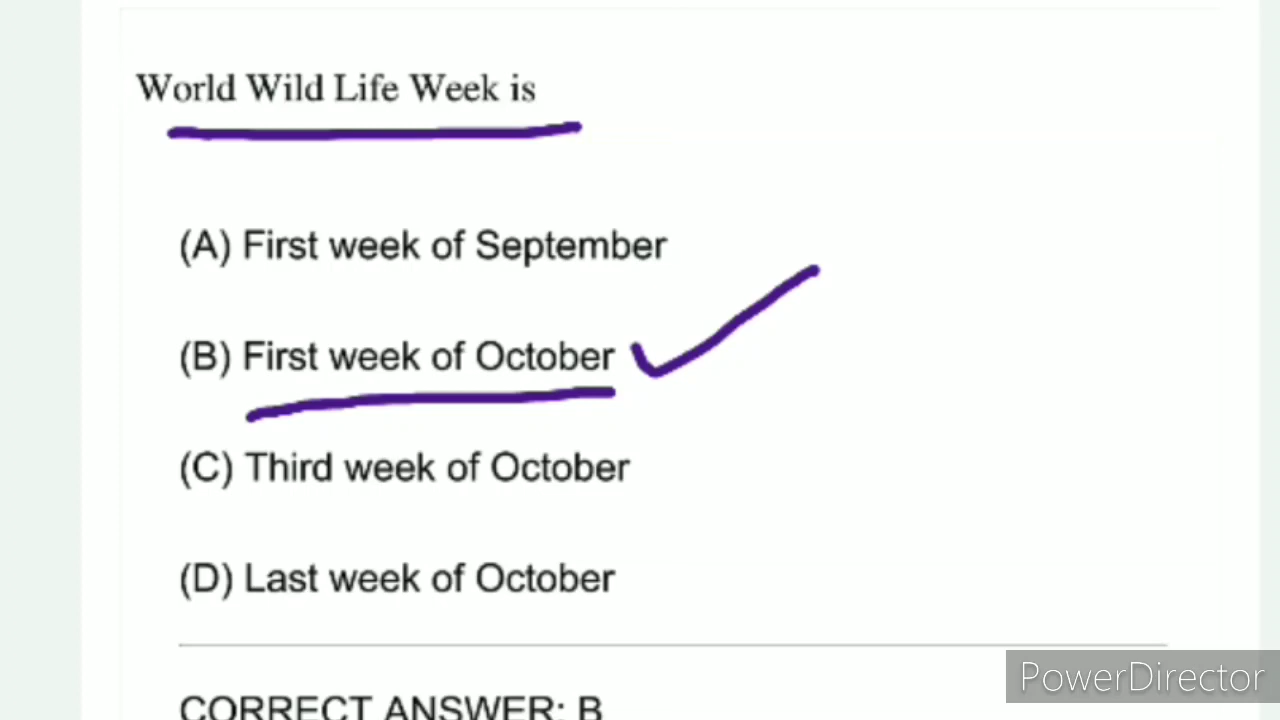 World Wild Life Week is
(A) First week of September
(B) First week of October
(C) Third week of October
(D) Last week of October
CORRECT ANSWER: B
PowerDirector